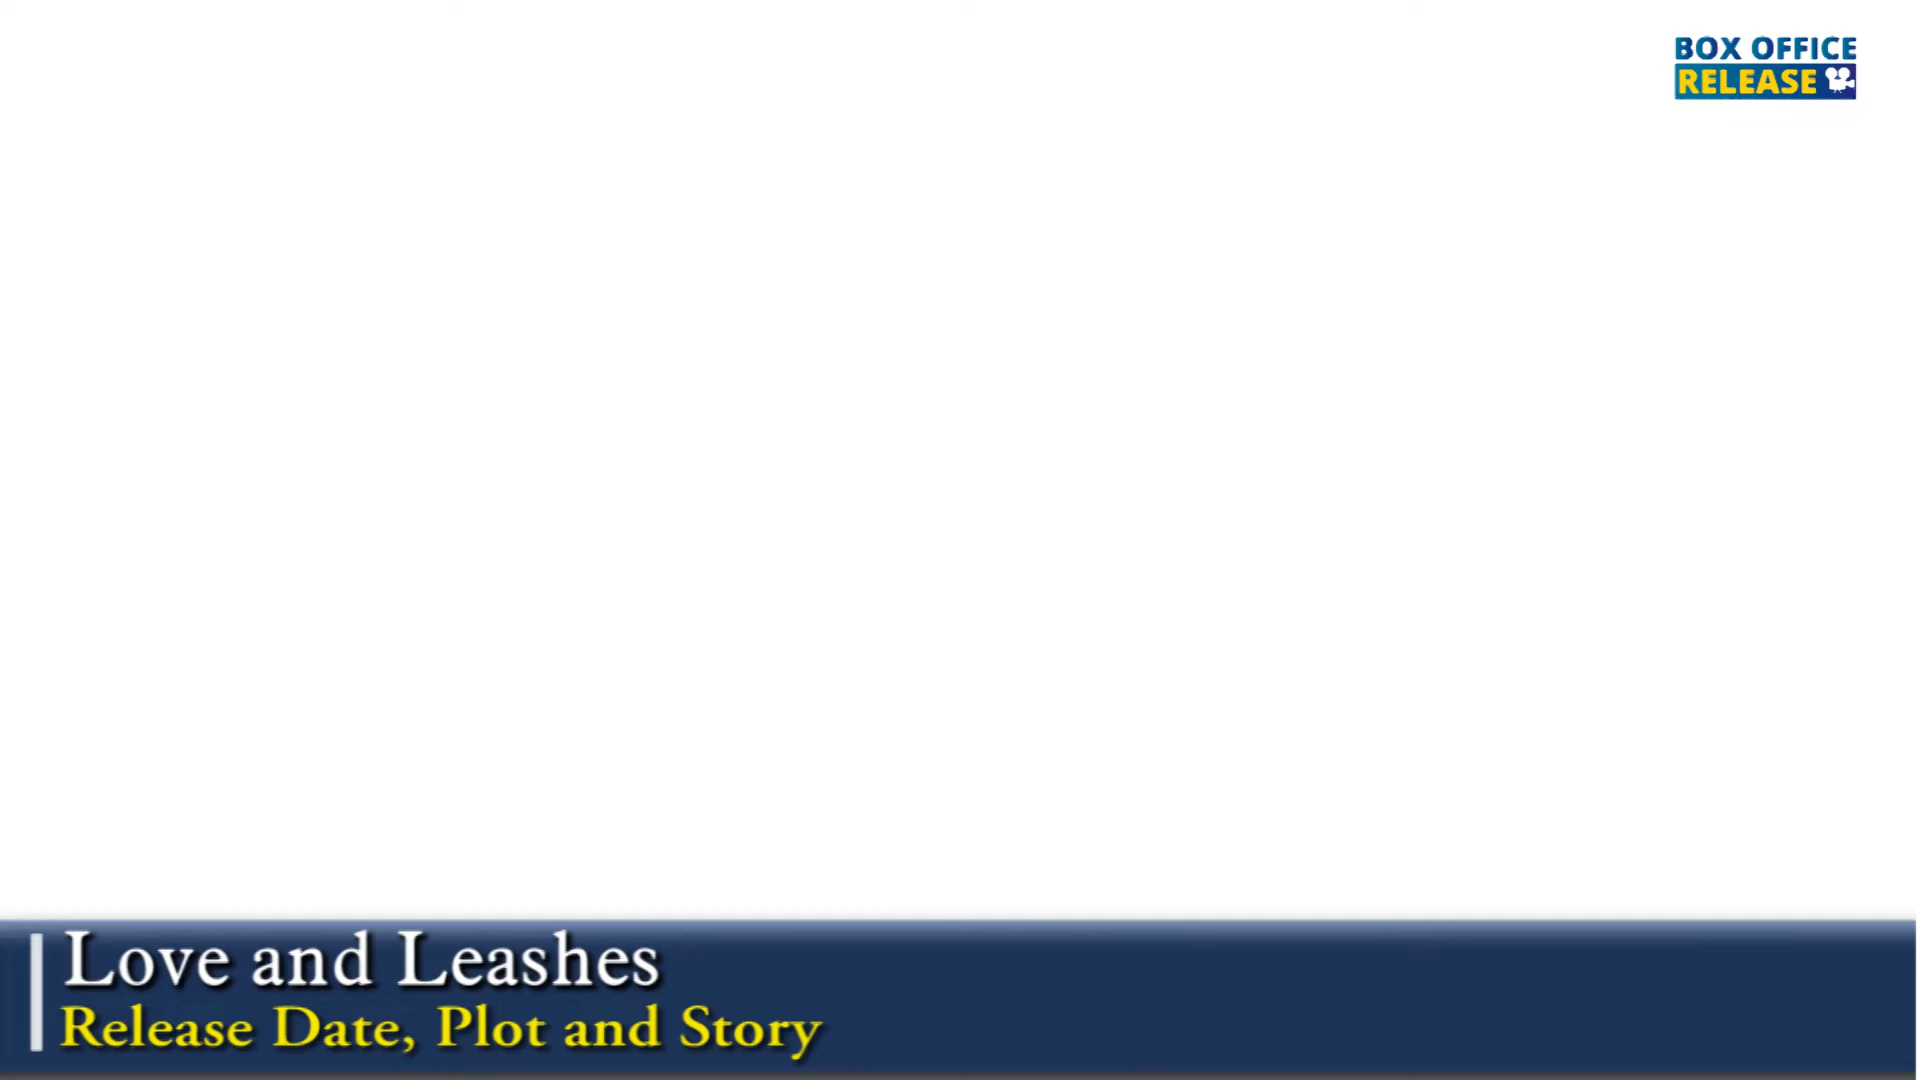 BOX OFFICE
RELEASE
Love and Leashes
Release Date, Plot and Story